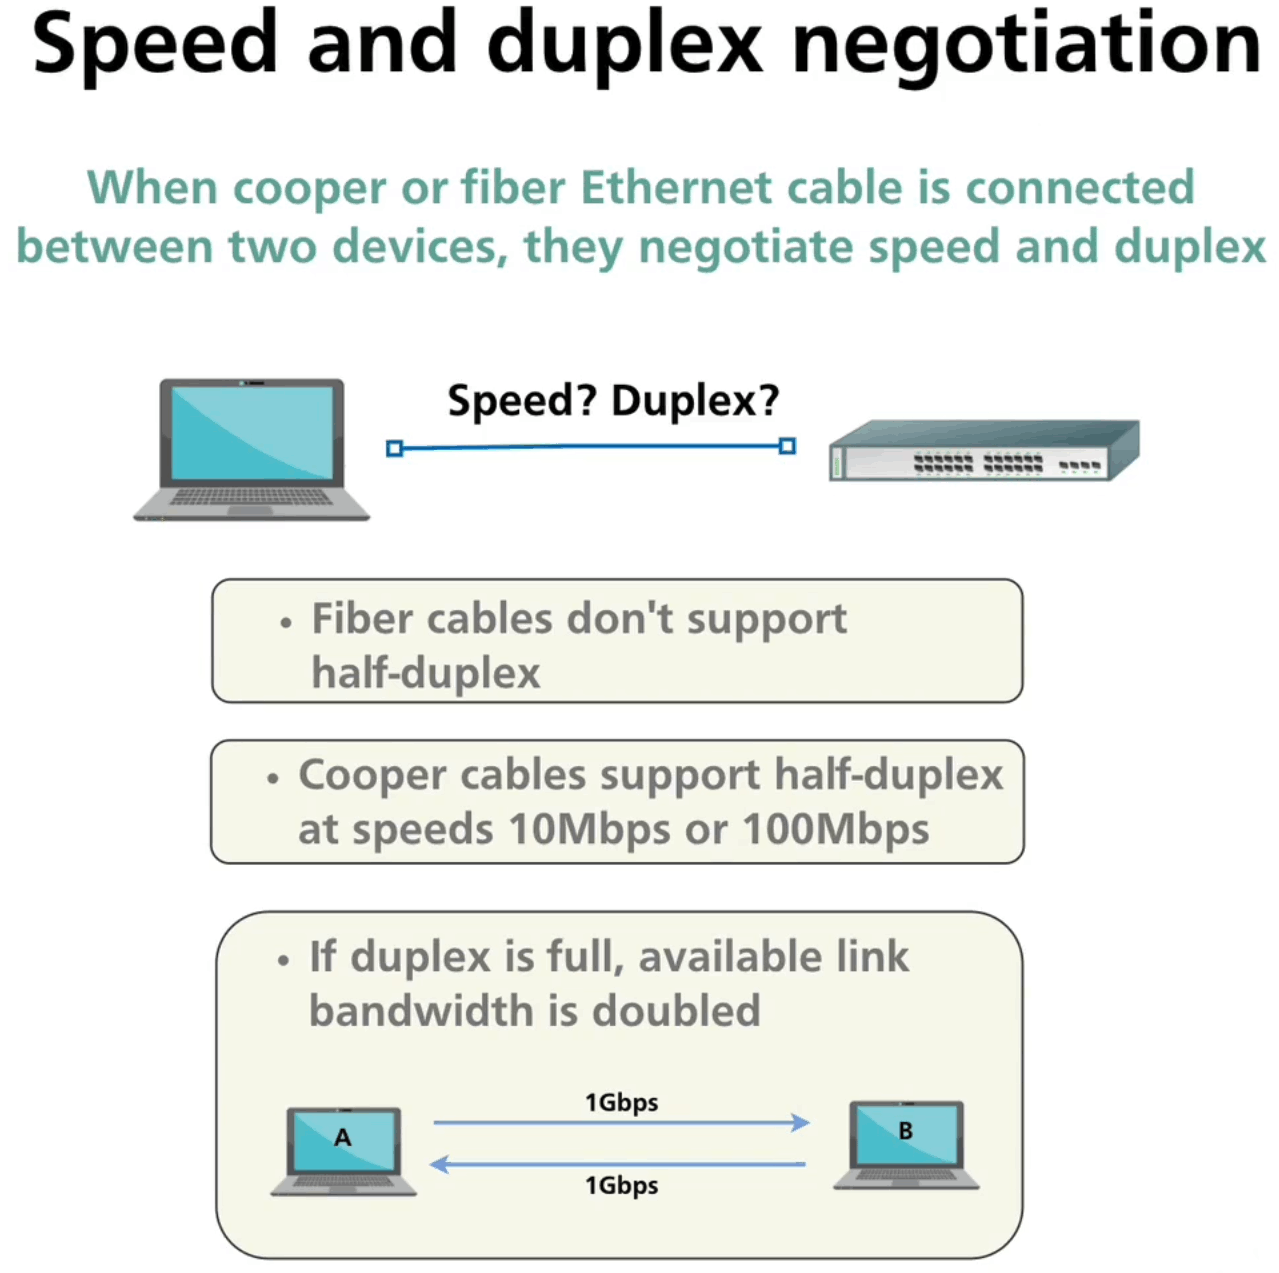 Speed and duplex negotiation
When cooper or fiber Ethernet cable is connected
between two devices, they negotiate speed and duplex
Speed? Duplex?
• Fiber cables don't support
half-duplex
• Cooper cables support half-duplex
at speeds 10Mbps or 100Mbps
• If duplex is full, available link
bandwidth is doubled
1Gbps
A
B
1Gbps